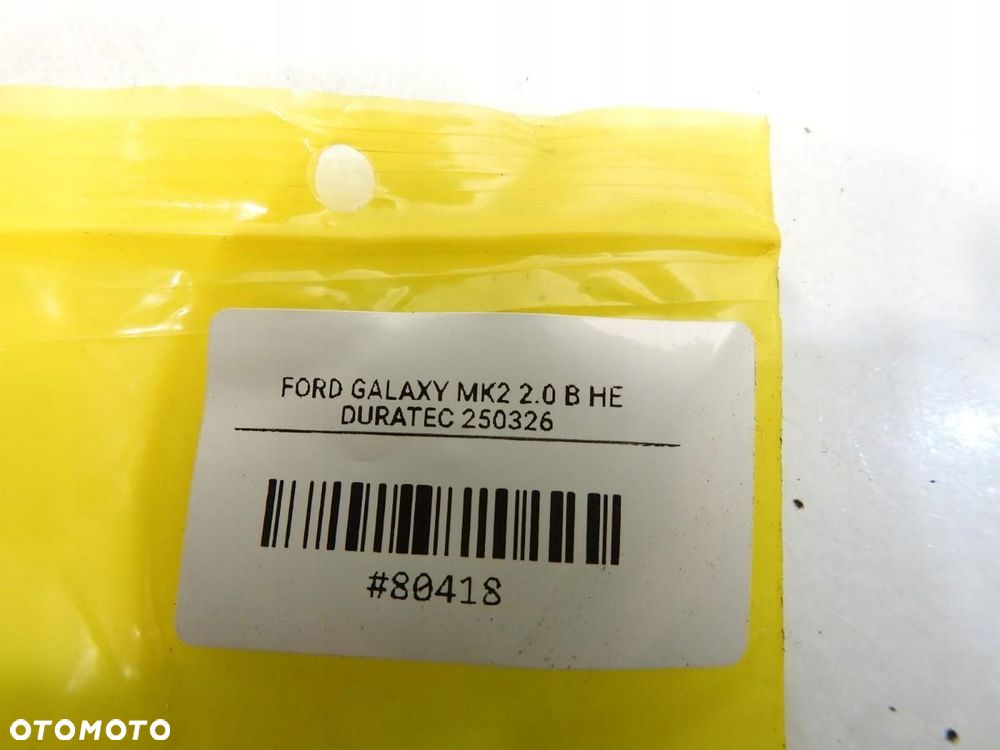 FORD GALAXY MK2 2.0 B HE
DURATEC 250326
#80418
OTOMOTO